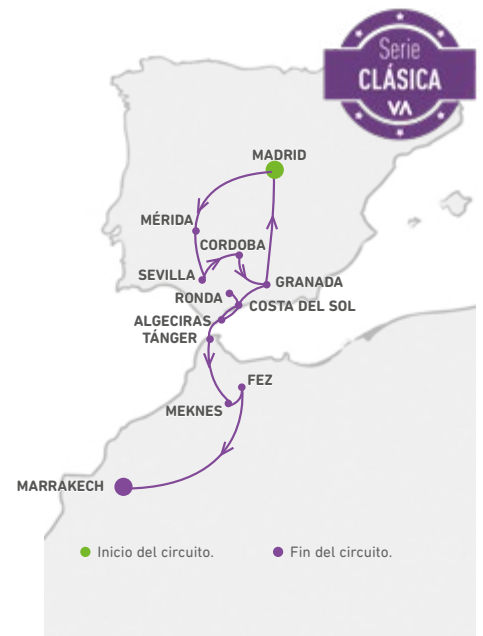 Serie
CLÁSICA
VA
MADRID
MÉRIDA
CORDOBA
SEVILLA
GRANADA
RONDA
COSTA DEL SOL
ALGECIRAS
TÁNGER
FEZ
MEKNES
MARRAKECH
Inicio del circuito.
Fin del circuito.